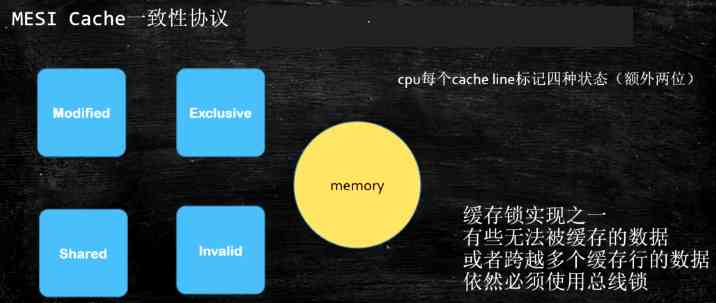 MESI Cache一致性协议
cpu每个cache line标记四种状态（额外两位）
Modified
Exclusive
memory
Shared
Invalid
缓存锁实现之一
有些无法被缓存的数据
或者跨越多个缓存行的数据
依然必须使用总线锁